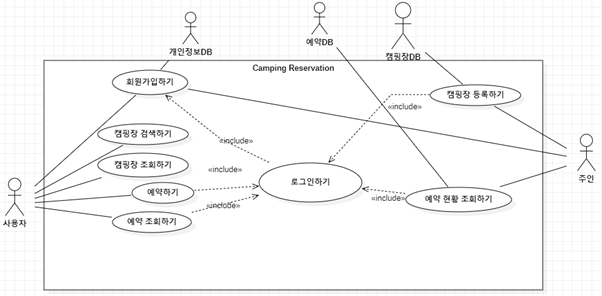 개인정보DB
예약DB
캠핑장DB
Camping Reservation
회원가입하기
캠핑장 등록하기
«include»
캠핑장 검색하기
«include»
캠핑장 조회하기
«include»
로그인하기
주인
예약하기
사용자
예약 조회하기
«include»
«include»
예약 현황 조회하기